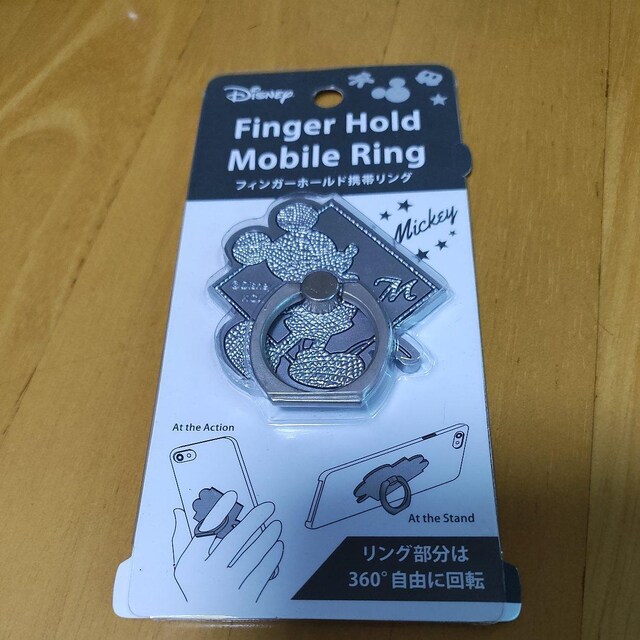 Disney
Finger Hold
Mobile Ring
フィンガーホールド携帯リング
Mickey
©Disney
M
At the Action
At the Stand
リング部分は
360°自由に回転